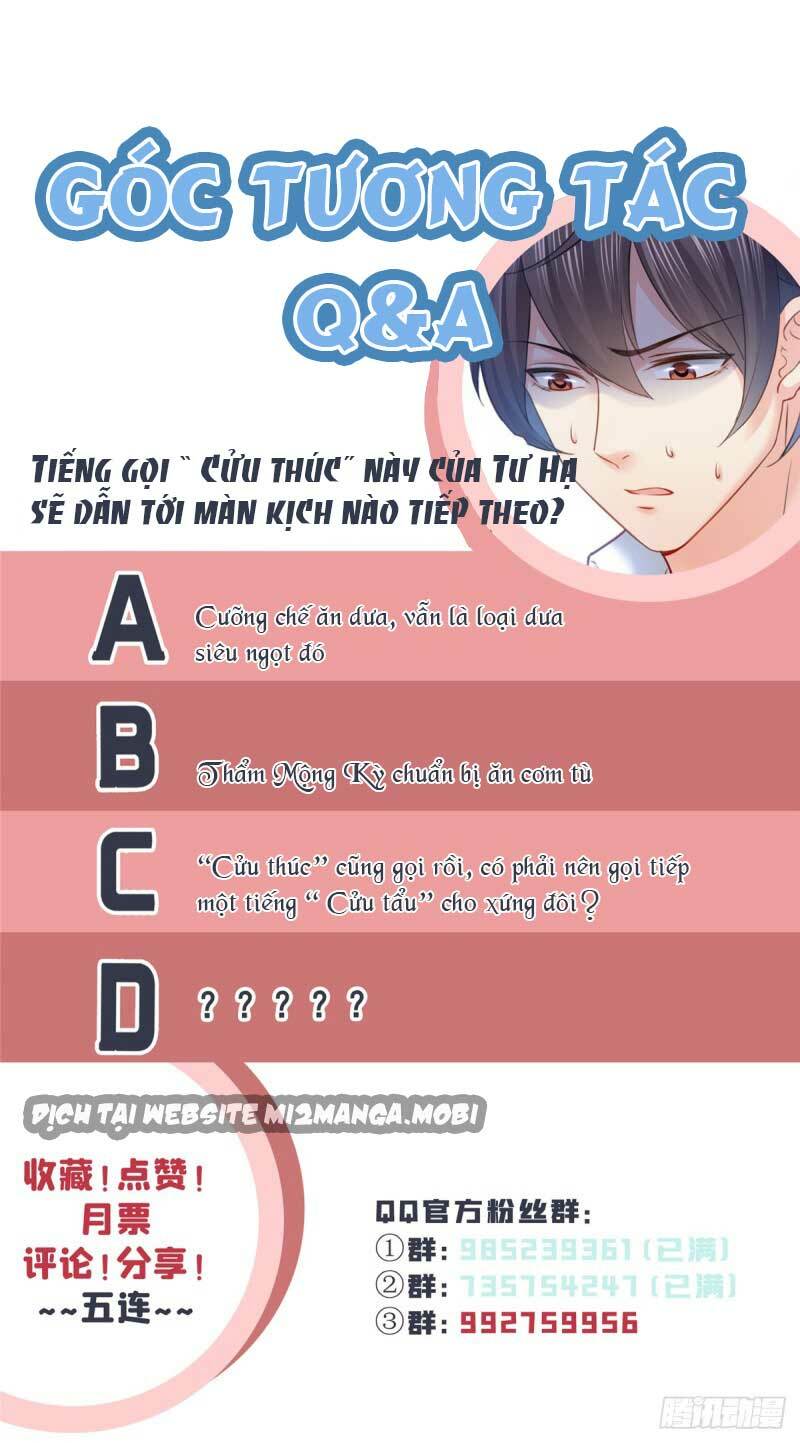 GÓC TƯƠNG TÁC
Q&A
TIẾNG GỌI “ CỬU THÚC” NÀY CỦA TƯ HẠ
SẼ DẪN TỚI MÀN KỊCH NÀO TIẾP THEO?
A
Cưỡng chế ăn dưa, vẫn là loại dưa
siêu ngọt đó
B
Thẩm Mộng Kỳ chuẩn bị ăn cơm tù
C
“Cửu thúc” cũng gọi rồi, có phải nên gọi tiếp
một tiếng “ Cửu tẩu” cho xứng đôi?
D
? ? ? ? ?
DỊCH TẠI WEBSITE MI2MANGA.MOBI
收藏!点赞!
月票
评论!分享!
~~五连~~
QQ官方粉丝群:
①群: 985239361(已满)
②群: 735754247(已满)
③群: 992759956
腾讯动漫